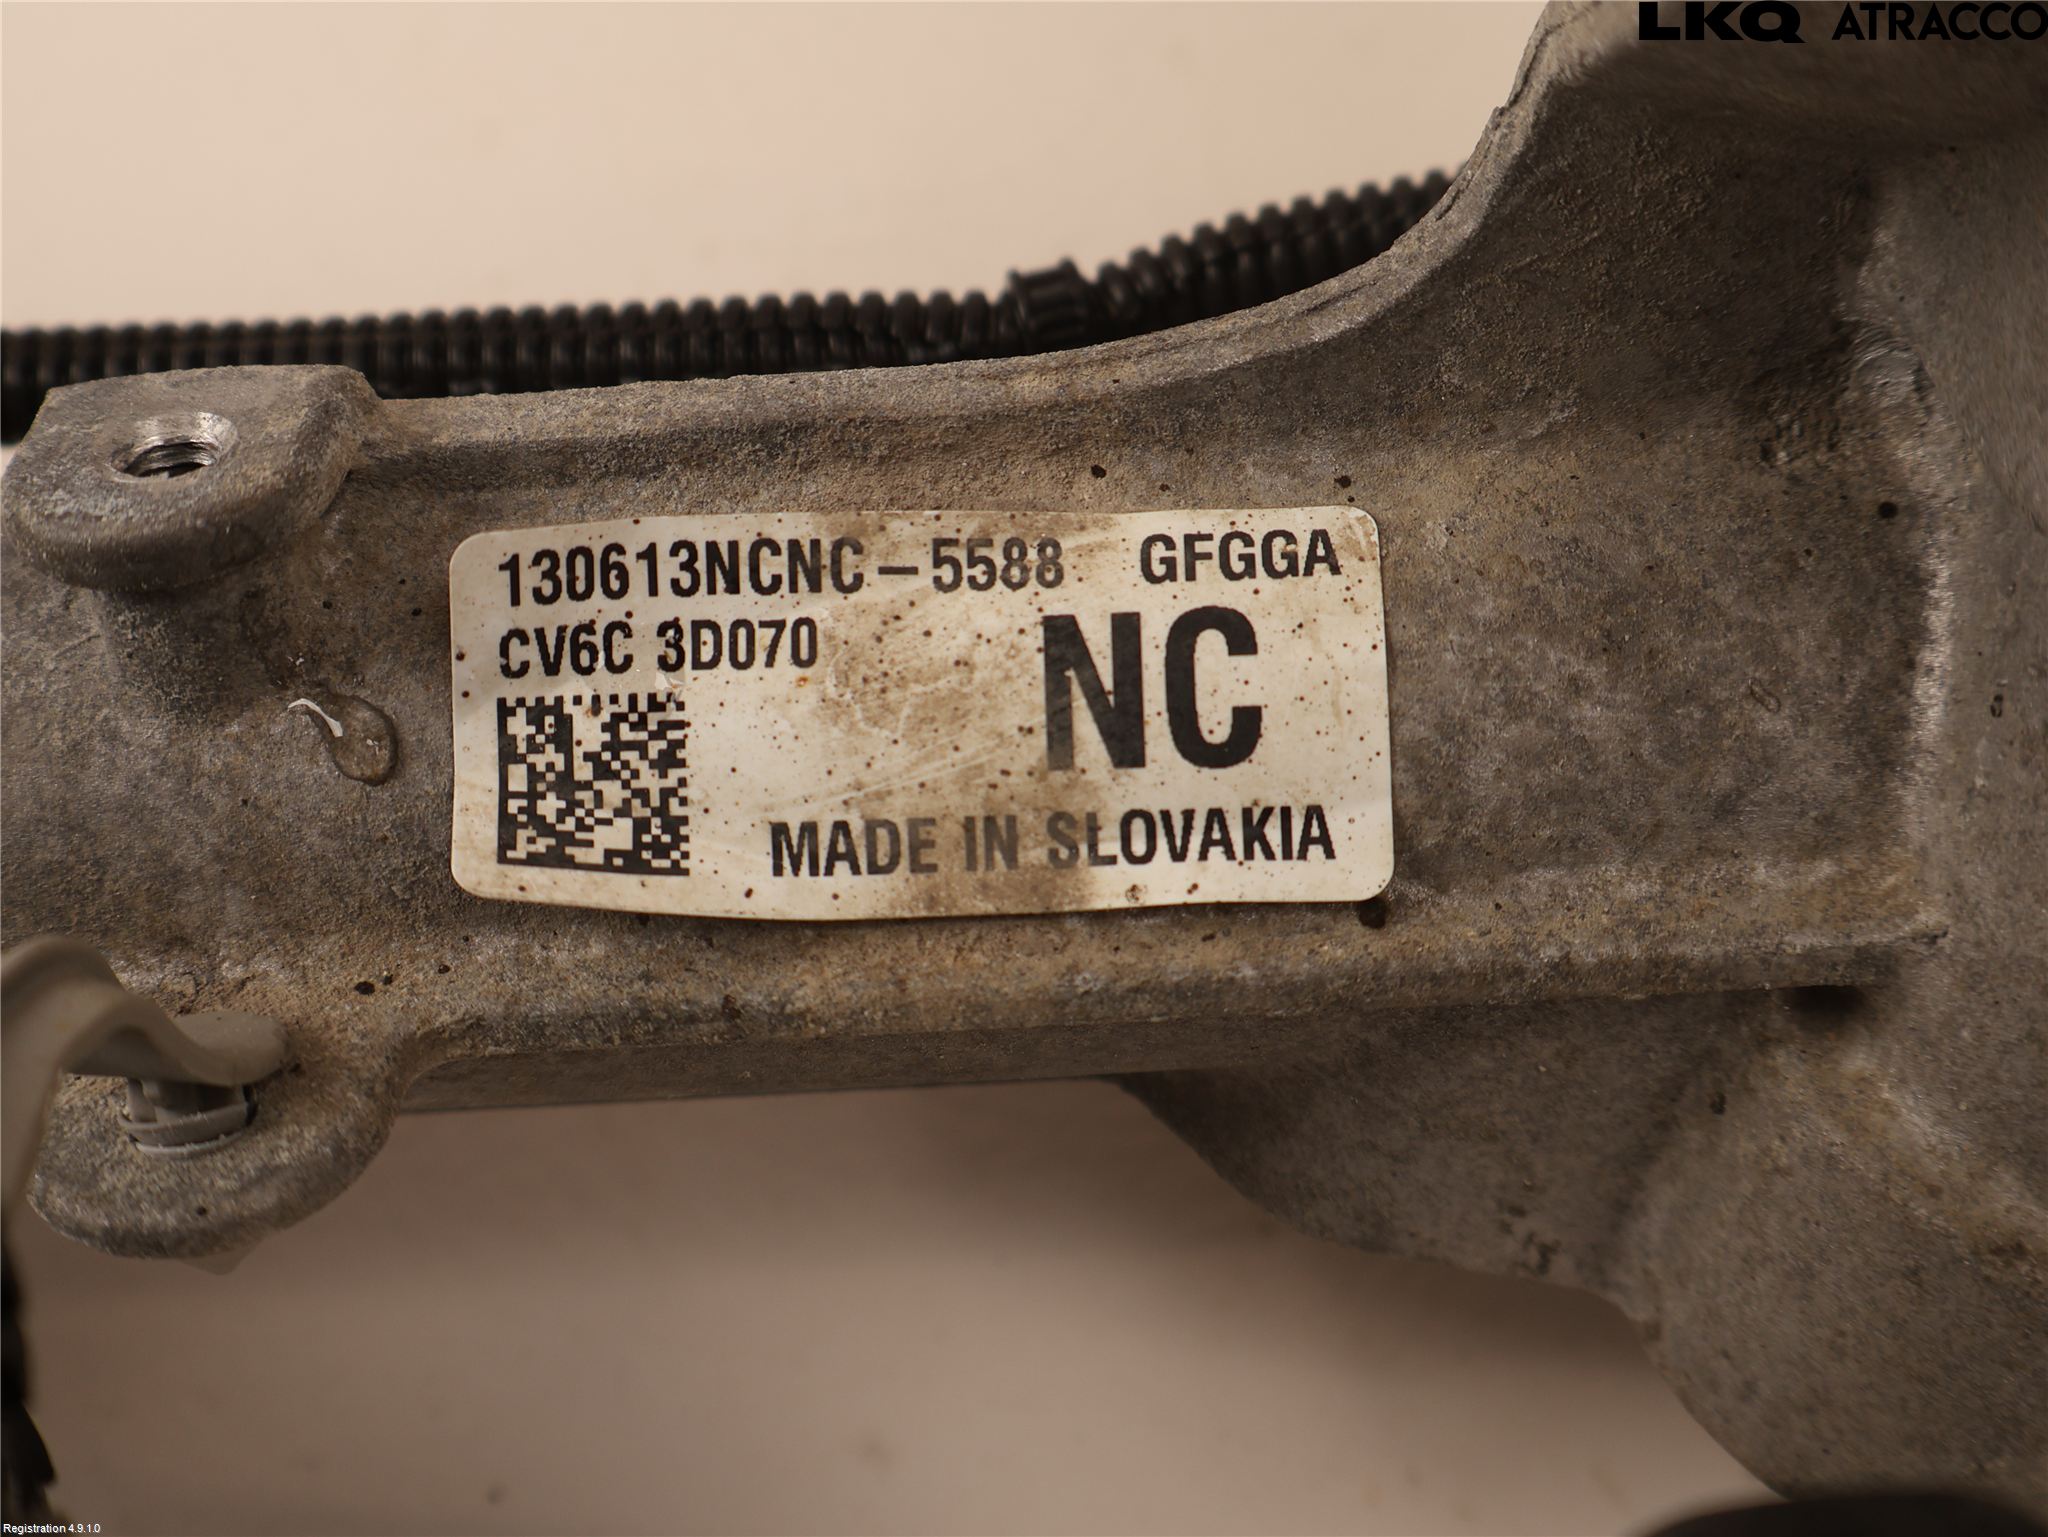 LKQ ATRACCO
130613NCNC-5588 GFGGA
CV6C 3D070
NC
MADE IN SLOVAKIA
Registration 4.9.1.0